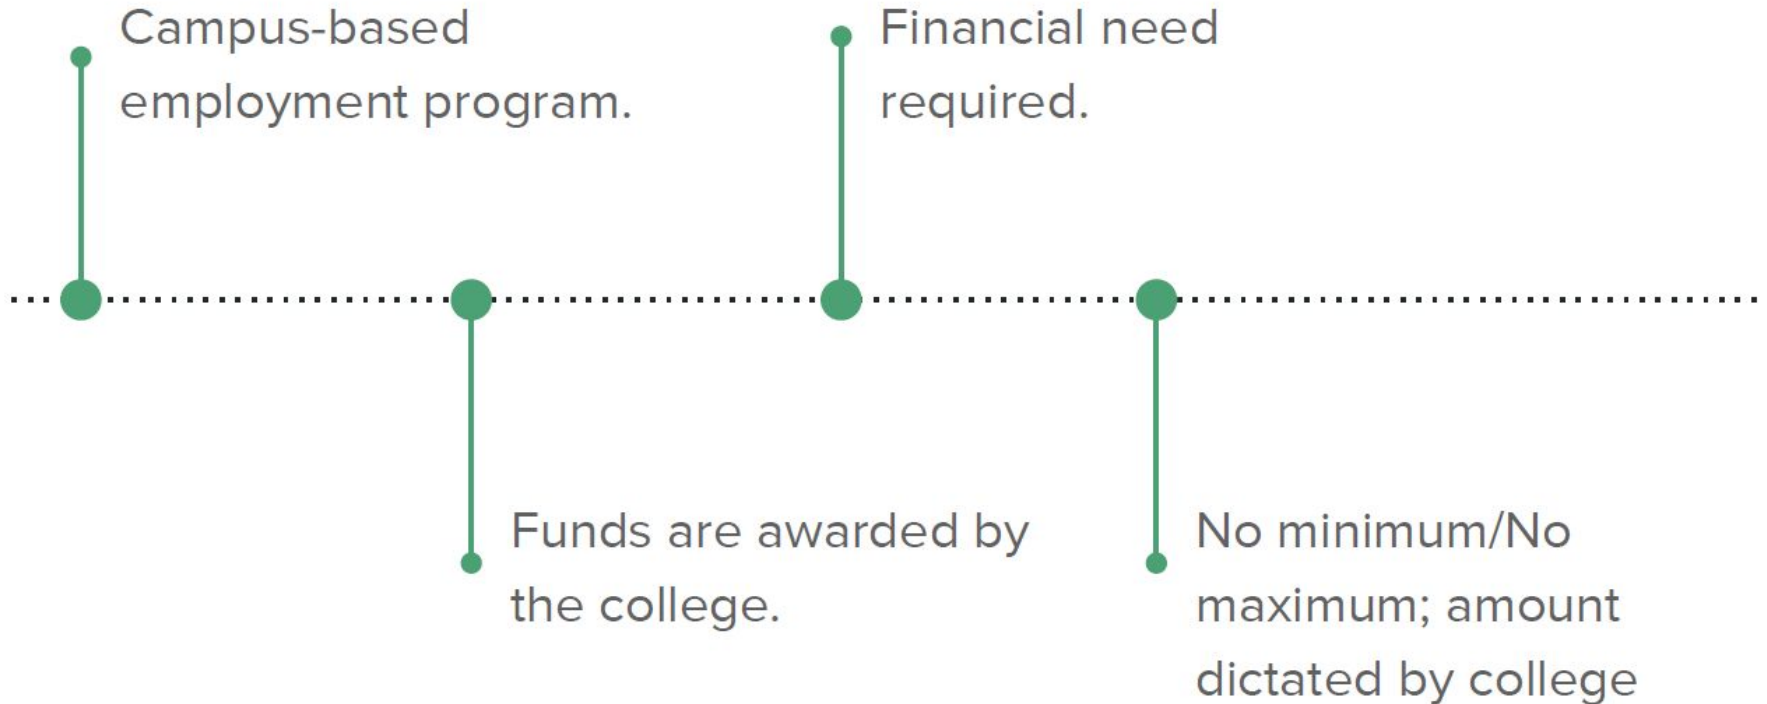 Campus-based
employment program.
Funds are awarded by
the college.
Financial need
required.
No minimum/No
maximum; amount
dictated by college